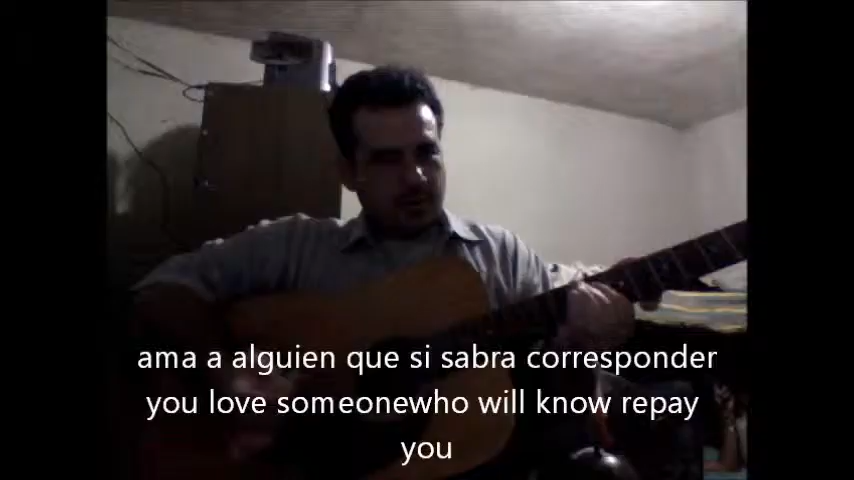 ama a alguien que si sabra corresponder
you love someonewho will know repay
you